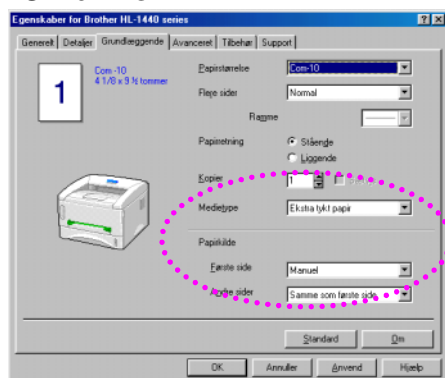 Egenskaber for Brother HL-1440 series
Generelt Detaljer Grundlæggende Avanceret Tilbehør Support
1
Com-10
4 1/8 x 9 ½ tommer
Papirstørrelse Com-10
Fleje sider Normal
Ramme
Papirretning Stående
Liggende
Kopier 1
Medietype Ekstra tykt papir
Papirkilde
Første side Manuel
Andre sider Samme som første side
Standard Om
OK Annuller Anvend Hjælp